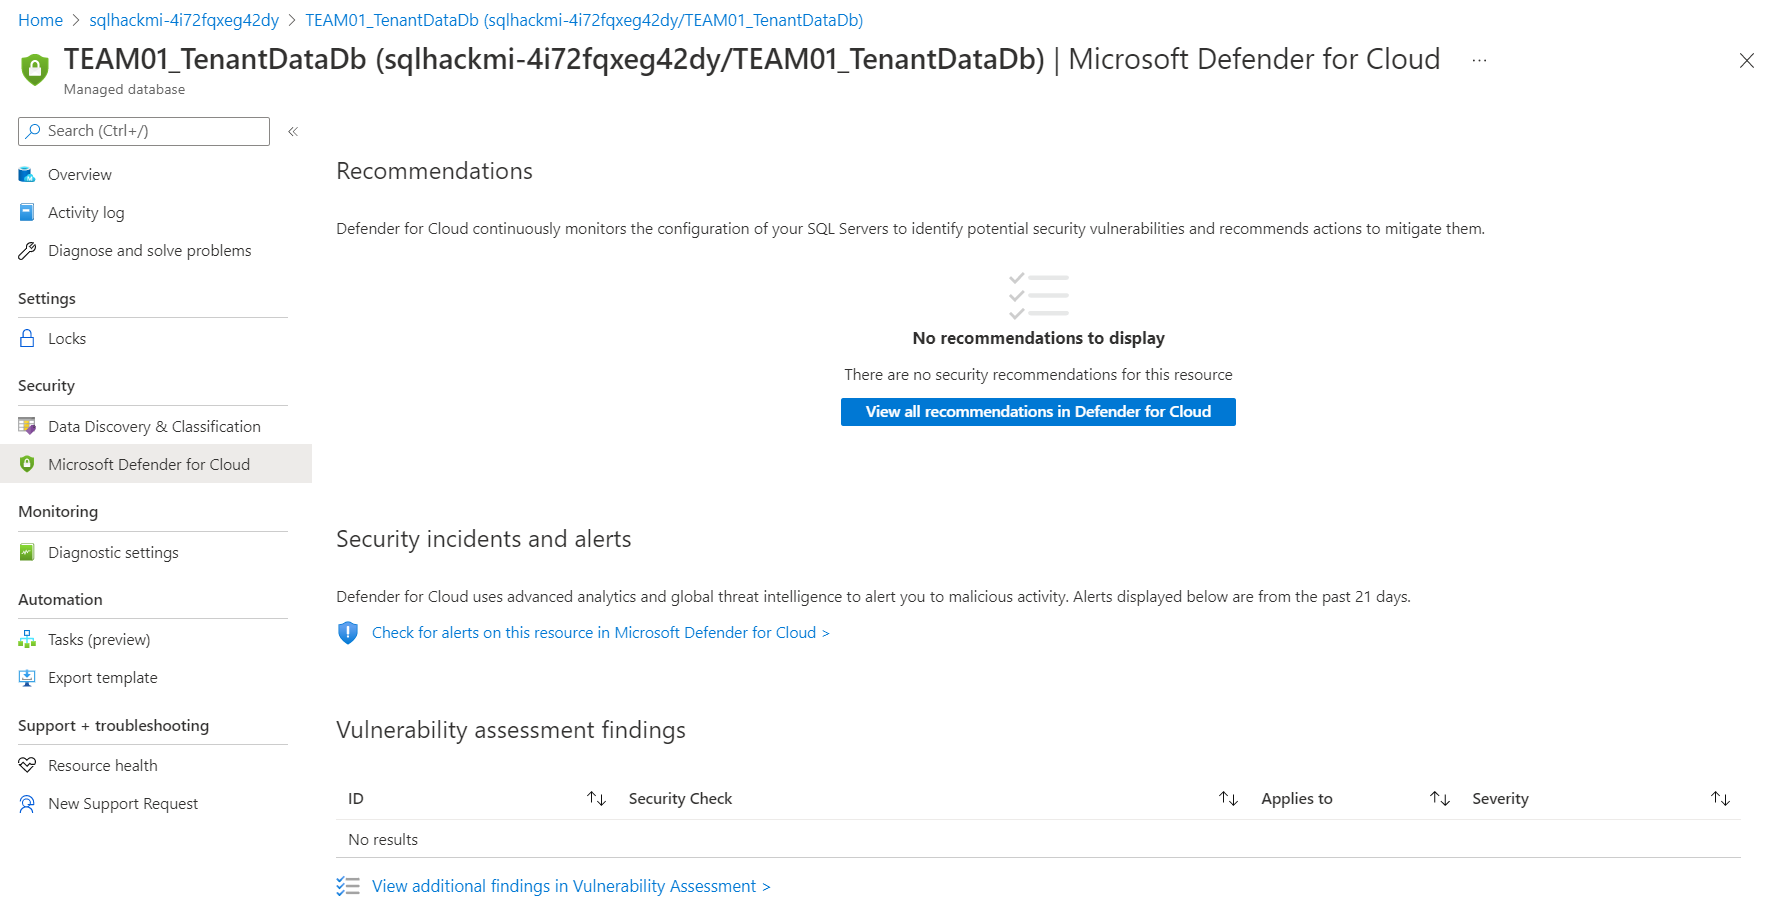 Home > sqlhackmi-4i72fqxeg42dy > TEAM01_TenantDataDb (sqlhackmi-4i72fqxeg42dy/TEAM01_TenantDataDb)
TEAM01_TenantDataDb (sqlhackmi-4i72fqxeg42dy/TEAM01_TenantDataDb) | Microsoft Defender for Cloud ...
Managed database
Search (Ctrl+/)
Overview
Activity log
Diagnose and solve problems
Settings
Locks
Security
Data Discovery & Classification
Microsoft Defender for Cloud
Monitoring
Diagnostic settings
Automation
Tasks (preview)
Export template
Support + troubleshooting
Resource health
New Support Request
Recommendations
Defender for Cloud continuously monitors the configuration of your SQL Servers to identify potential security vulnerabilities and recommends actions to mitigate them.
No recommendations to display
There are no security recommendations for this resource
View all recommendations in Defender for Cloud
Security incidents and alerts
Defender for Cloud uses advanced analytics and global threat intelligence to alert you to malicious activity. Alerts displayed below are from the past 21 days.
Check for alerts on this resource in Microsoft Defender for Cloud >
Vulnerability assessment findings
ID Security Check Applies to Severity
No results
View additional findings in Vulnerability Assessment >